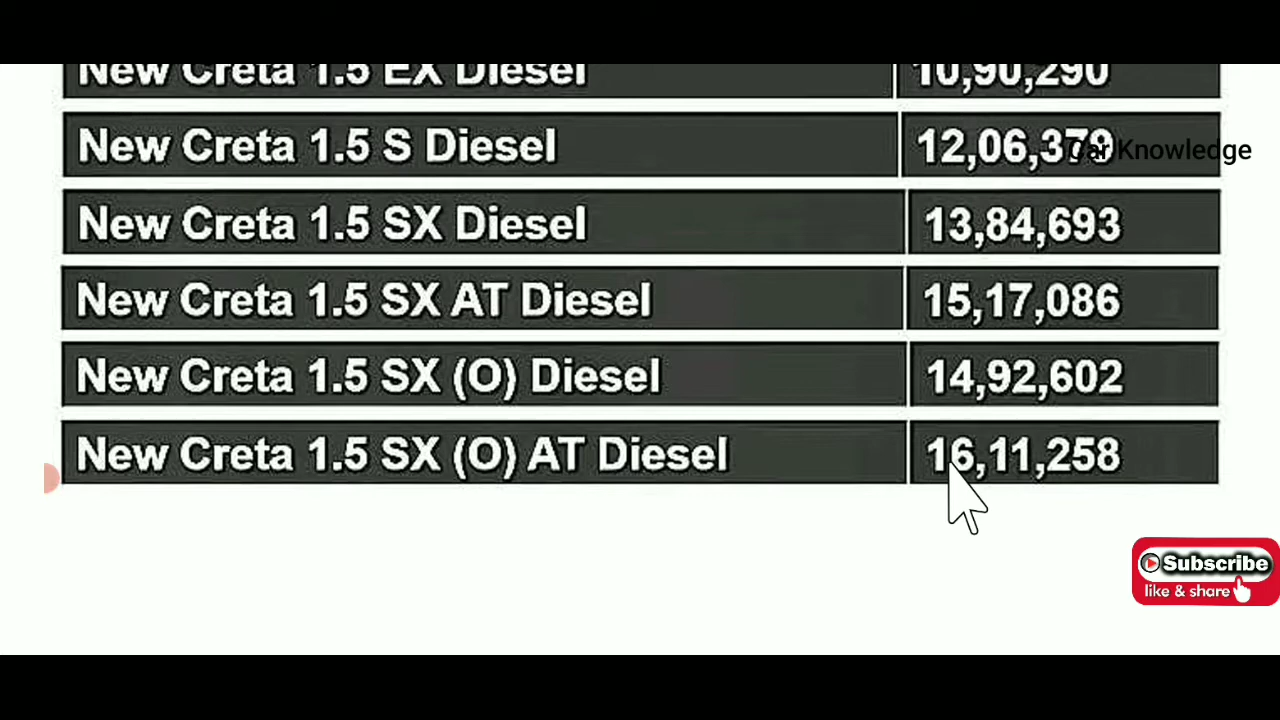 New Creta 1.5 EX Diesel 10,90,290
New Creta 1.5 S Diesel 12,06,379
Car Knowledge
New Creta 1.5 SX Diesel 13,84,693
New Creta 1.5 SX AT Diesel 15,17,086
New Creta 1.5 SX (O) Diesel 14,92,602
New Creta 1.5 SX (O) AT Diesel 16,11,258
Subscribe
like & share